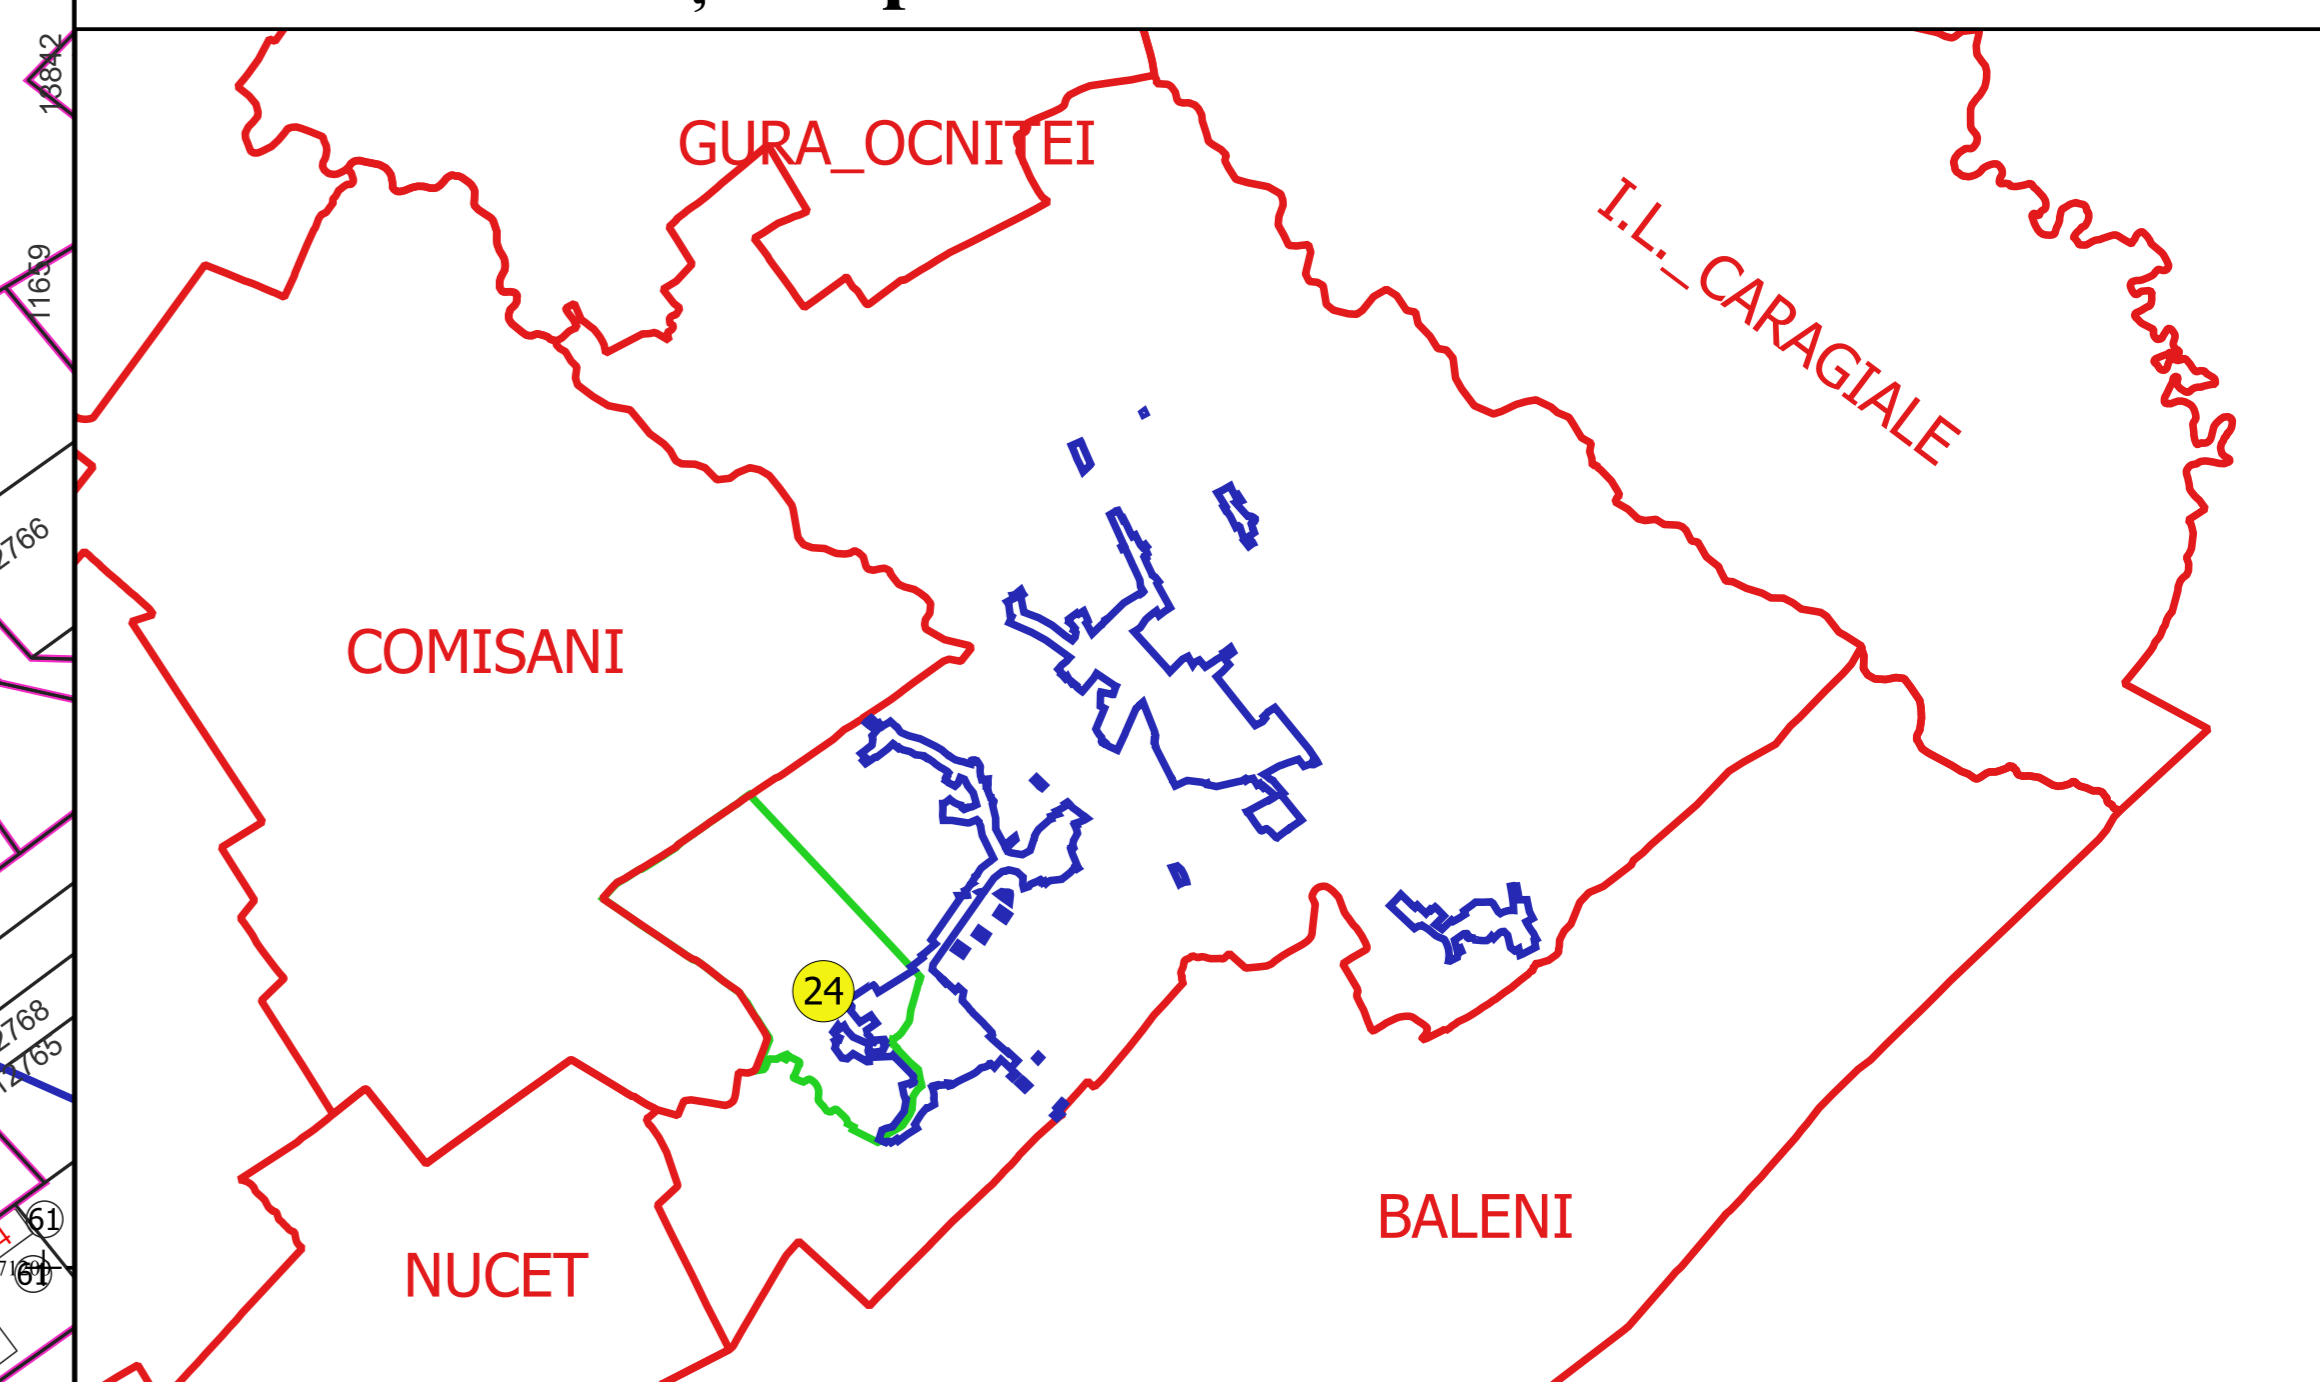 13842
GURA_OCNITEI
I.L._CARAGIALE
11659
2766
COMISANI
24
2768
12765
61
61
BALENI
NUCET